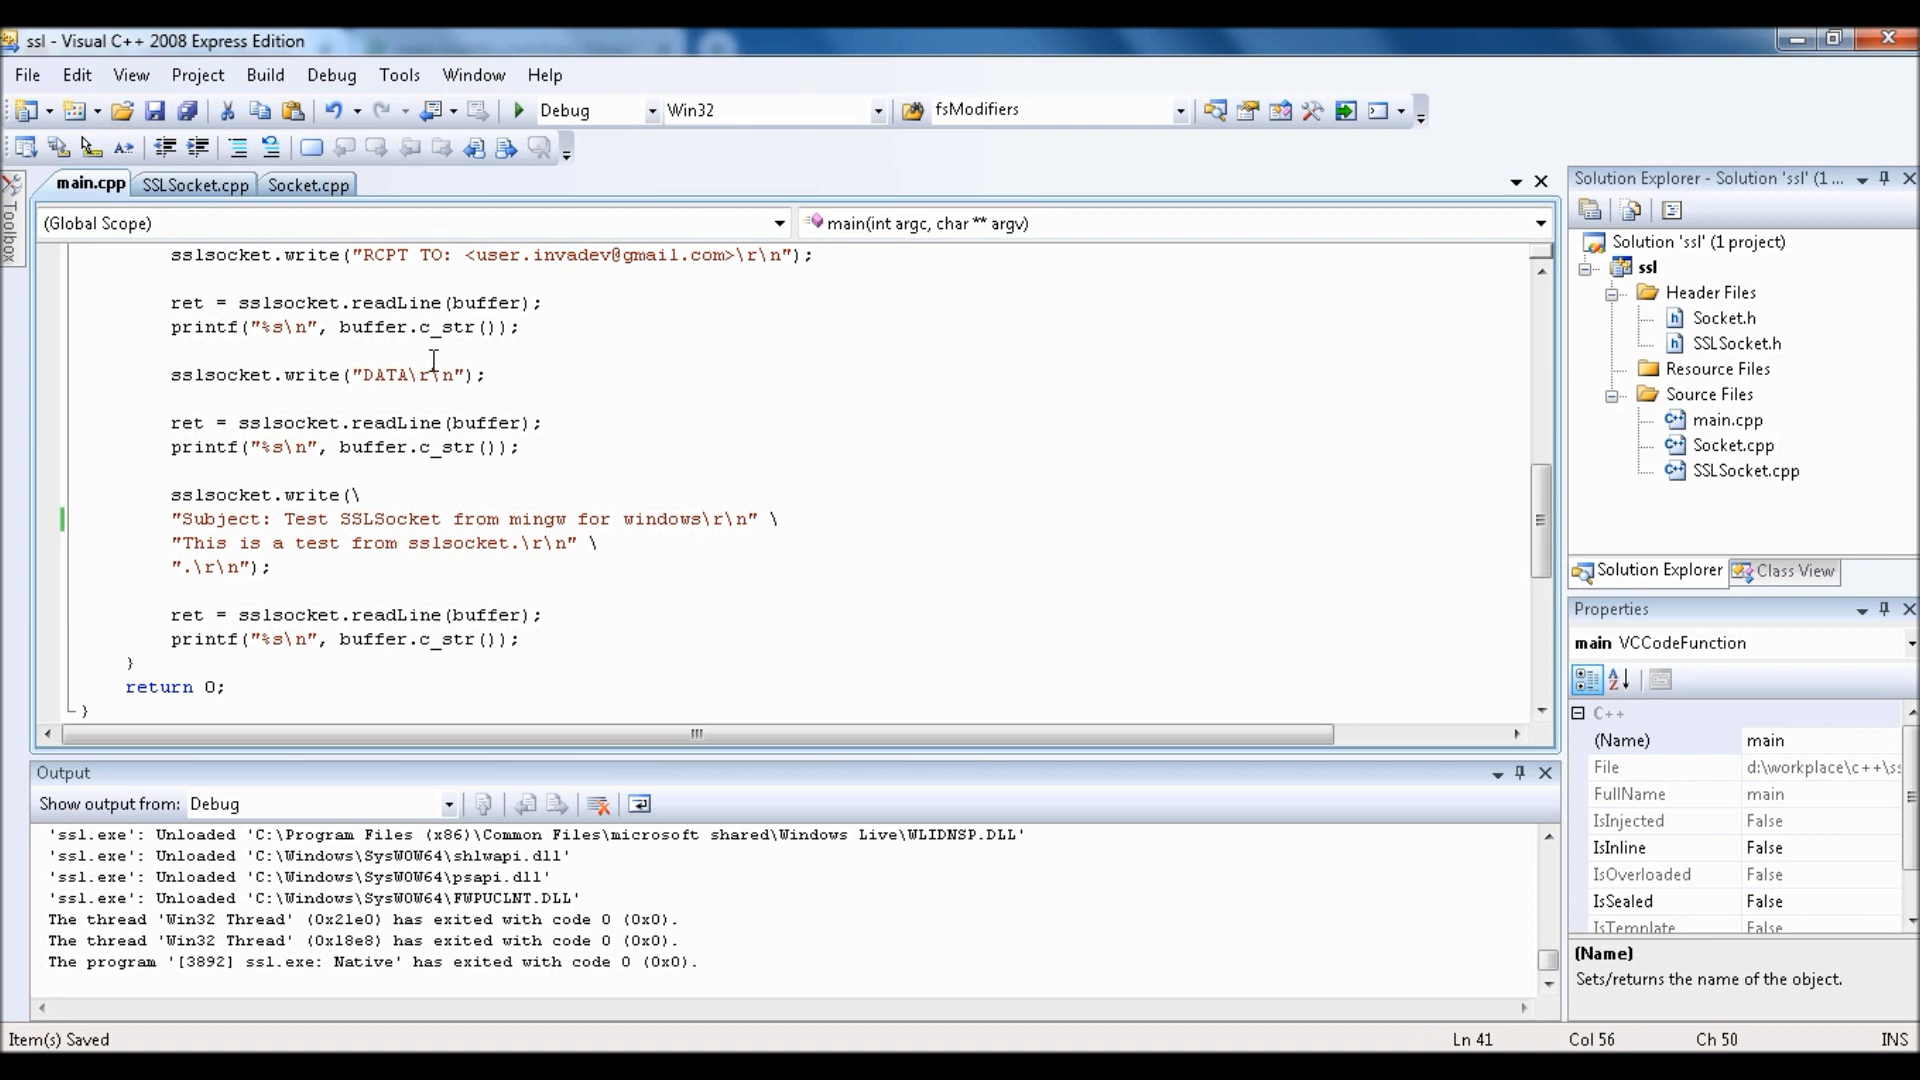 ssl - Visual C++ 2008 Express Edition
File Edit View Project Build Debug Tools Window Help
Debug Win32 fsModifiers
main.cpp SSLSocket.cpp Socket.cpp
(Global Scope) main(int argc, char ** argv)
Toolbox
sslsocket.write("RCPT TO: <user.invadev@gmail.com>\r\n");
ret = sslsocket.readLine(buffer);
printf("%s\n", buffer.c_str());
sslsocket.write("DATA\r\n");
ret = sslsocket.readLine(buffer);
printf("%s\n", buffer.c_str());
sslsocket.write(\
"Subject: Test SSLSocket from mingw for windows\r\n" \
"This is a test from sslsocket.\r\n" \
".\r\n");
ret = sslsocket.readLine(buffer);
printf("%s\n", buffer.c_str());
}
return 0;
}
Output
Show output from: Debug
'ssl.exe': Unloaded 'C:\Program Files (x86)\Common Files\microsoft shared\Windows Live\WLIDNSP.DLL'
'ssl.exe': Unloaded 'C:\Windows\SysWOW64\shlwapi.dll'
'ssl.exe': Unloaded 'C:\Windows\SysWOW64\psapi.dll'
'ssl.exe': Unloaded 'C:\Windows\SysWOW64\FWPUCLNT.DLL'
The thread 'Win32 Thread' (0x21e0) has exited with code 0 (0x0).
The thread 'Win32 Thread' (0x18e8) has exited with code 0 (0x0).
The program '[3892] ssl.exe: Native' has exited with code 0 (0x0).
Solution Explorer - Solution 'ssl' (1 ...
Solution 'ssl' (1 project)
ssl
Header Files
Socket.h
SSLSocket.h
Resource Files
Source Files
main.cpp
Socket.cpp
SSLSocket.cpp
Solution Explorer Class View
Properties
main VCCodeFunction
C++
(Name) main
File d:\workplace\c++\ss
FullName main
IsInjected False
IsInline False
IsOverloaded False
IsSealed False
IsTemplate False
(Name)
Sets/returns the name of the object.
Item(s) Saved Ln 41 Col 56 Ch 50 INS